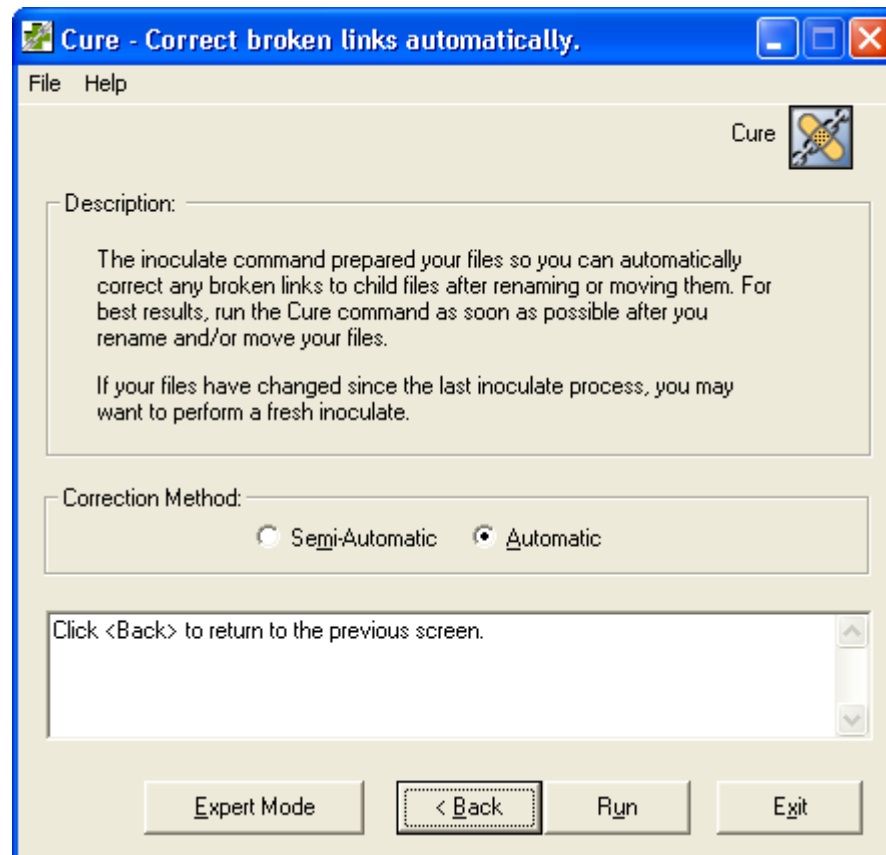 Cure - Correct broken links automatically.
File Help
Cure
Description:
The inoculate command prepared your files so you can automatically
correct any broken links to child files after renaming or moving them. For
best results, run the Cure command as soon as possible after you
rename and/or move your files.
If your files have changed since the last inoculate process, you may
want to perform a fresh inoculate.
Correction Method:
Semi-Automatic Automatic
Click <Back> to return to the previous screen.
Expert Mode < Back Run Exit